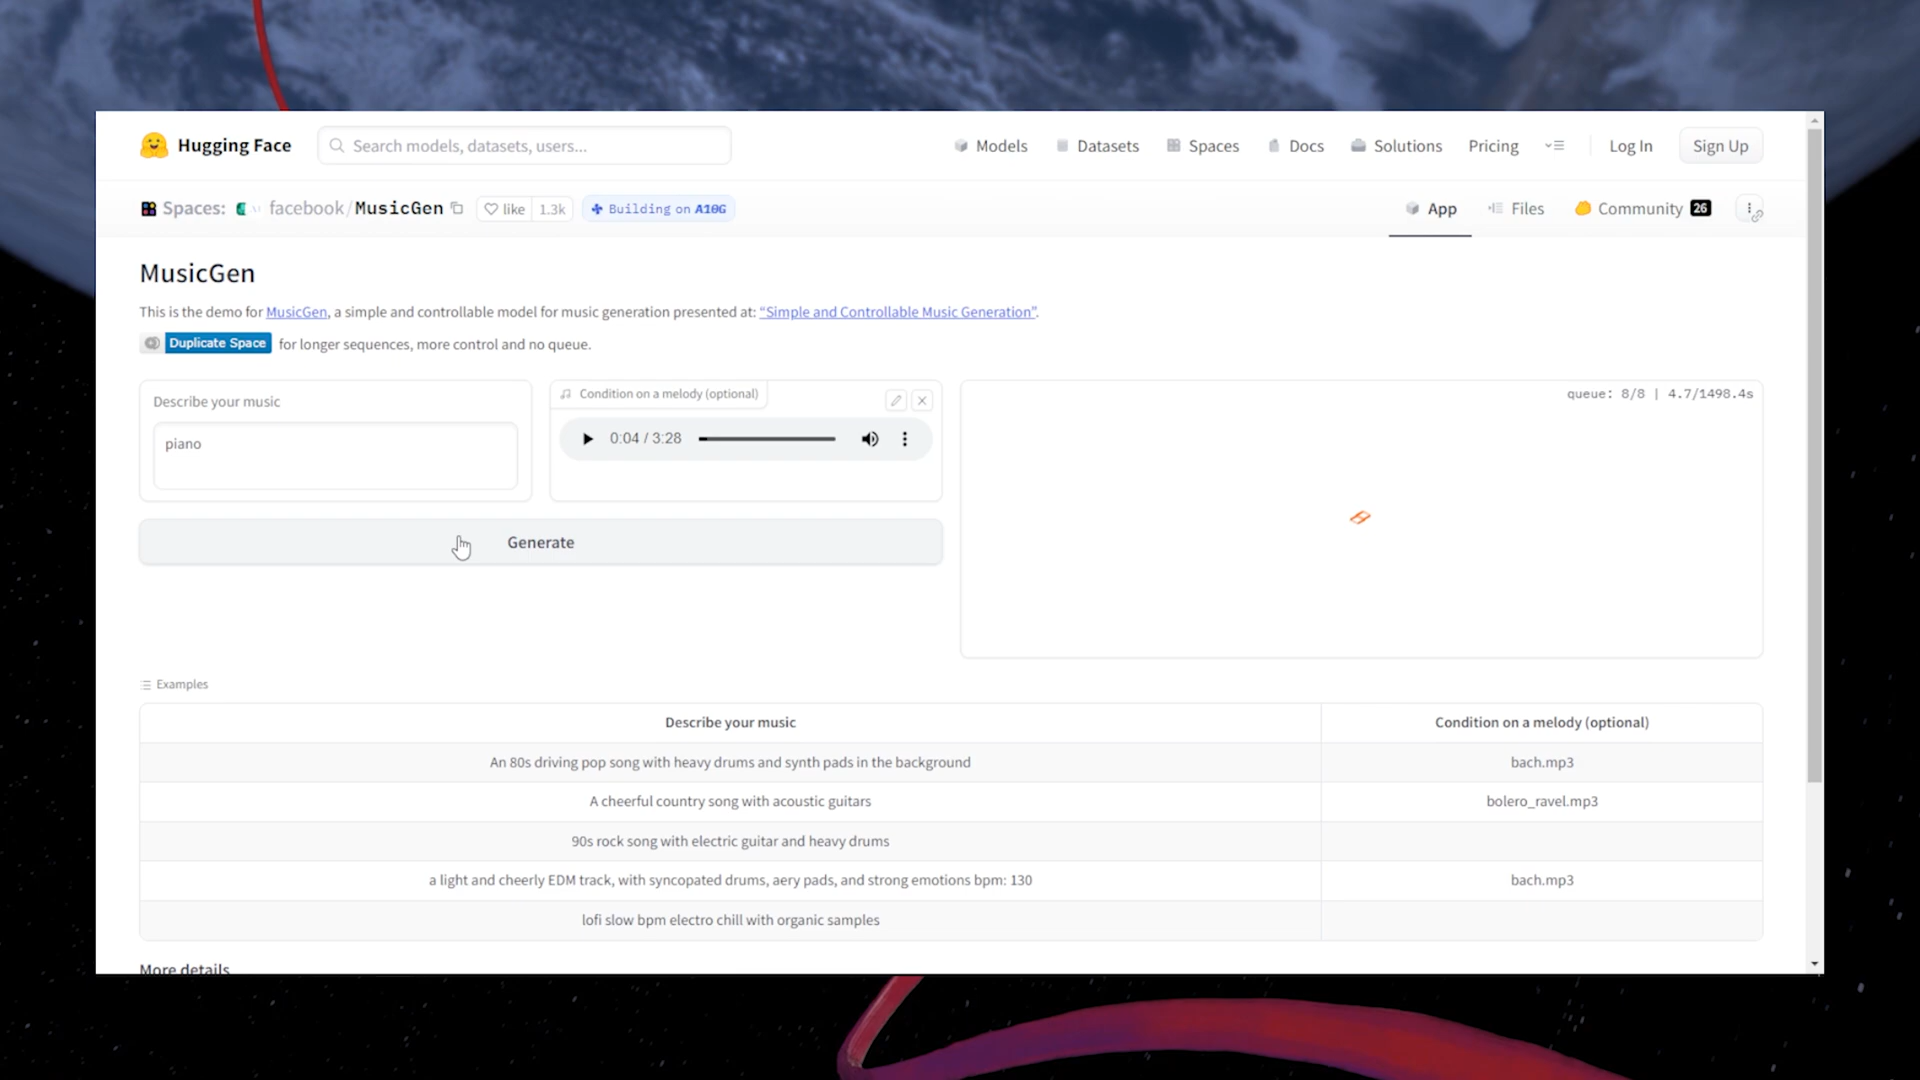 Hugging Face
Search models, datasets, users...
Models
Datasets
Spaces
Docs
Solutions
Pricing
Log In
Sign Up
Spaces:
facebook/MusicGen
like
1.3k
Building on A10G
App
Files
Community 26
MusicGen
This is the demo for MusicGen, a simple and controllable model for music generation presented at: “Simple and Controllable Music Generation”.
Duplicate Space for longer sequences, more control and no queue.
Describe your music
piano
Condition on a melody (optional)
0:04 / 3:28
queue: 8/8 | 4.7/1498.4s
Generate
Examples
Describe your music
Condition on a melody (optional)
An 80s driving pop song with heavy drums and synth pads in the background
bach.mp3
A cheerful country song with acoustic guitars
bolero_ravel.mp3
90s rock song with electric guitar and heavy drums
a light and cheerly EDM track, with syncopated drums, aery pads, and strong emotions bpm: 130
bach.mp3
lofi slow bpm electro chill with organic samples
More details